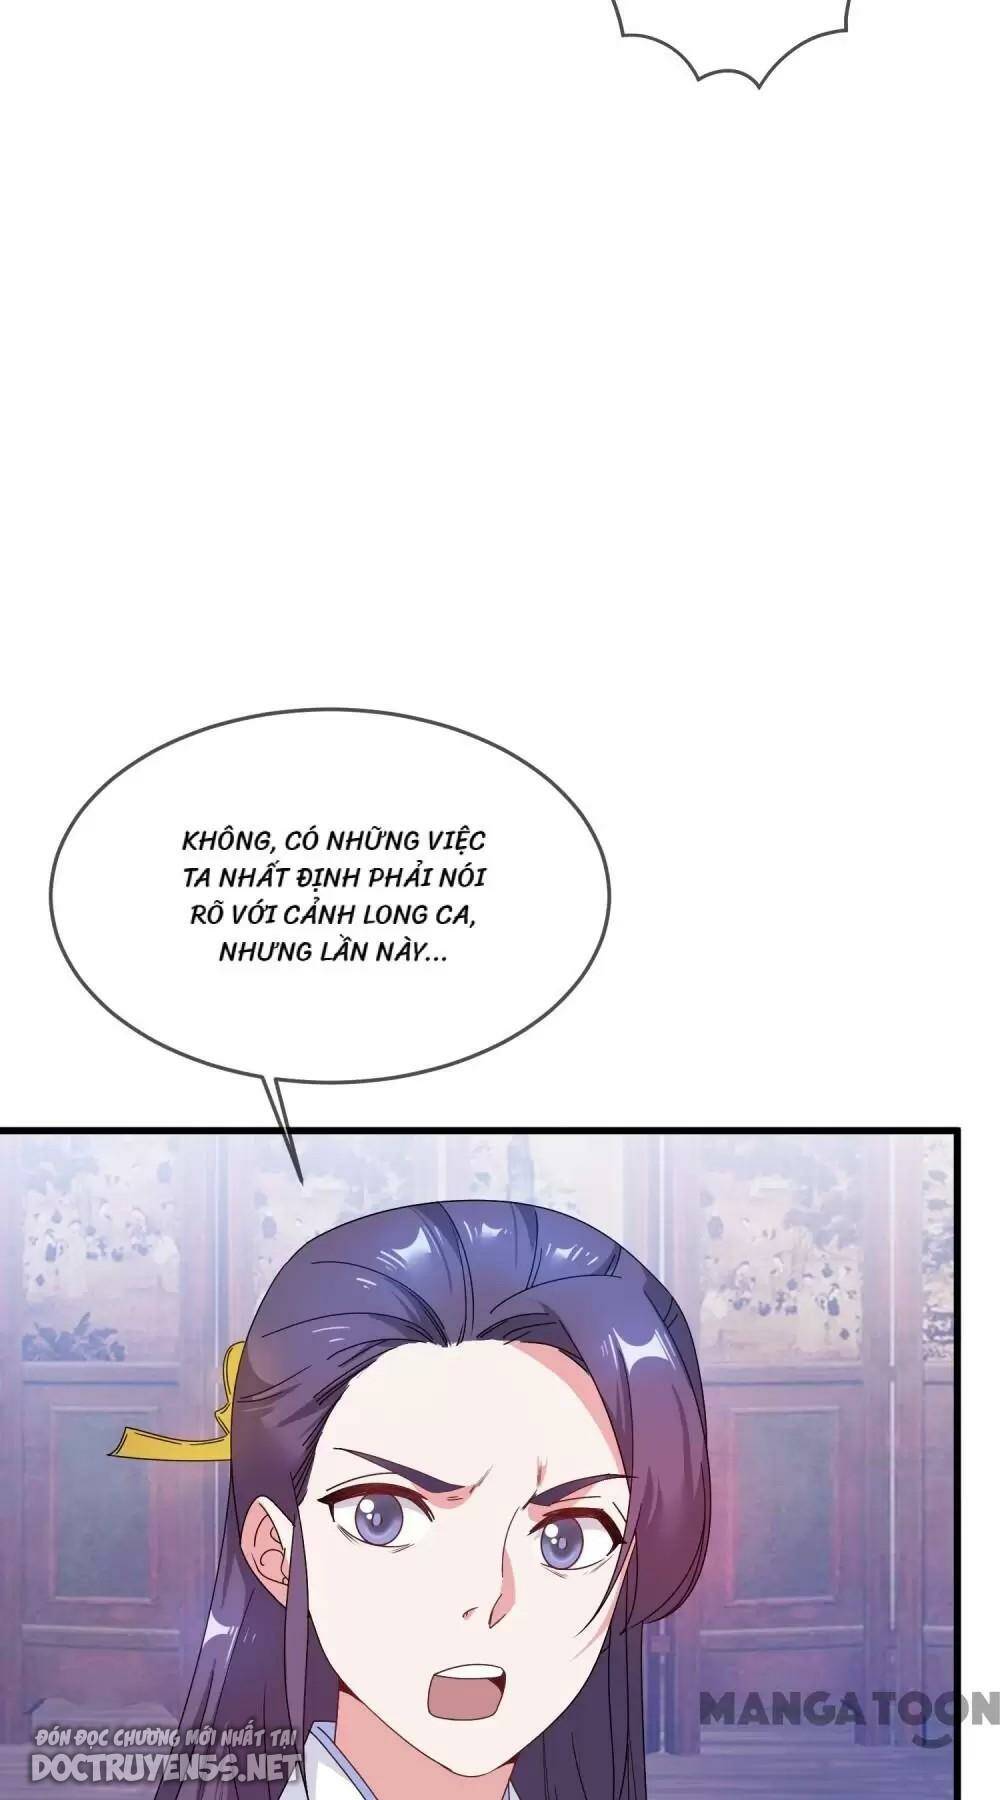 KHÔNG, CÓ NHỮNG VIỆC
TA NHẤT ĐỊNH PHẢI NÓI
RÕ VỚI CẢNH LONG CA,
NHƯNG LẦN NÀY...
MANGATOON
ĐÓN ĐỌC CHƯƠNG MỚI NHẤT TẠI
DOCTRUYEN5S.NET